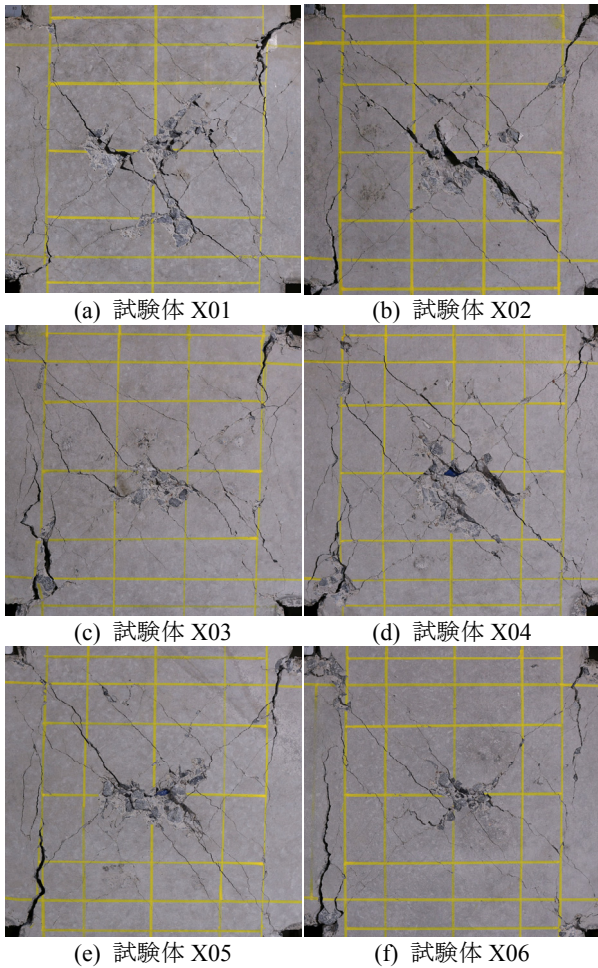 (a) 試験体 X01
(b) 試験体 X02
(c) 試験体 X03
(d) 試験体 X04
(e) 試験体 X05
(f) 試験体 X06